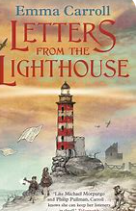 Emma Carroll
LETTERS
FROM THE
LIGHTHOUSE
'Like Michael Morpurgo
and Philip Pullman, Carroll
knows she can keep her listeners